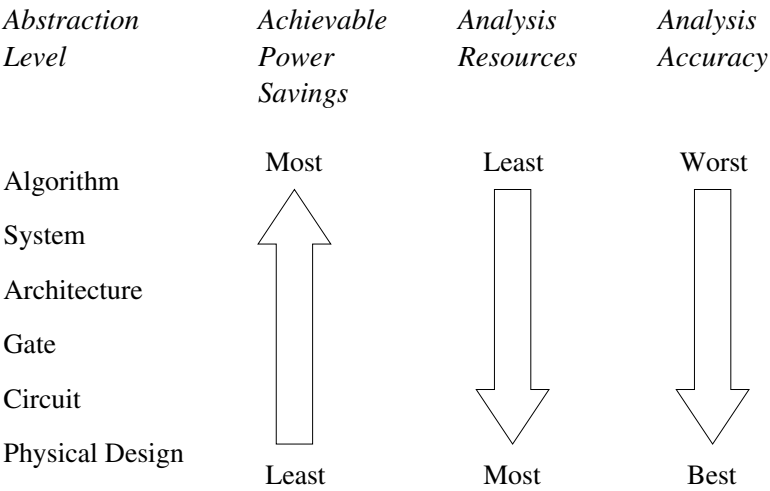 Abstraction Achievable Analysis Analysis
Level Power Resources Accuracy
Savings
Most Least Worst
Algorithm
System
Architecture
Gate
Circuit
Physical Design
Least Most Best